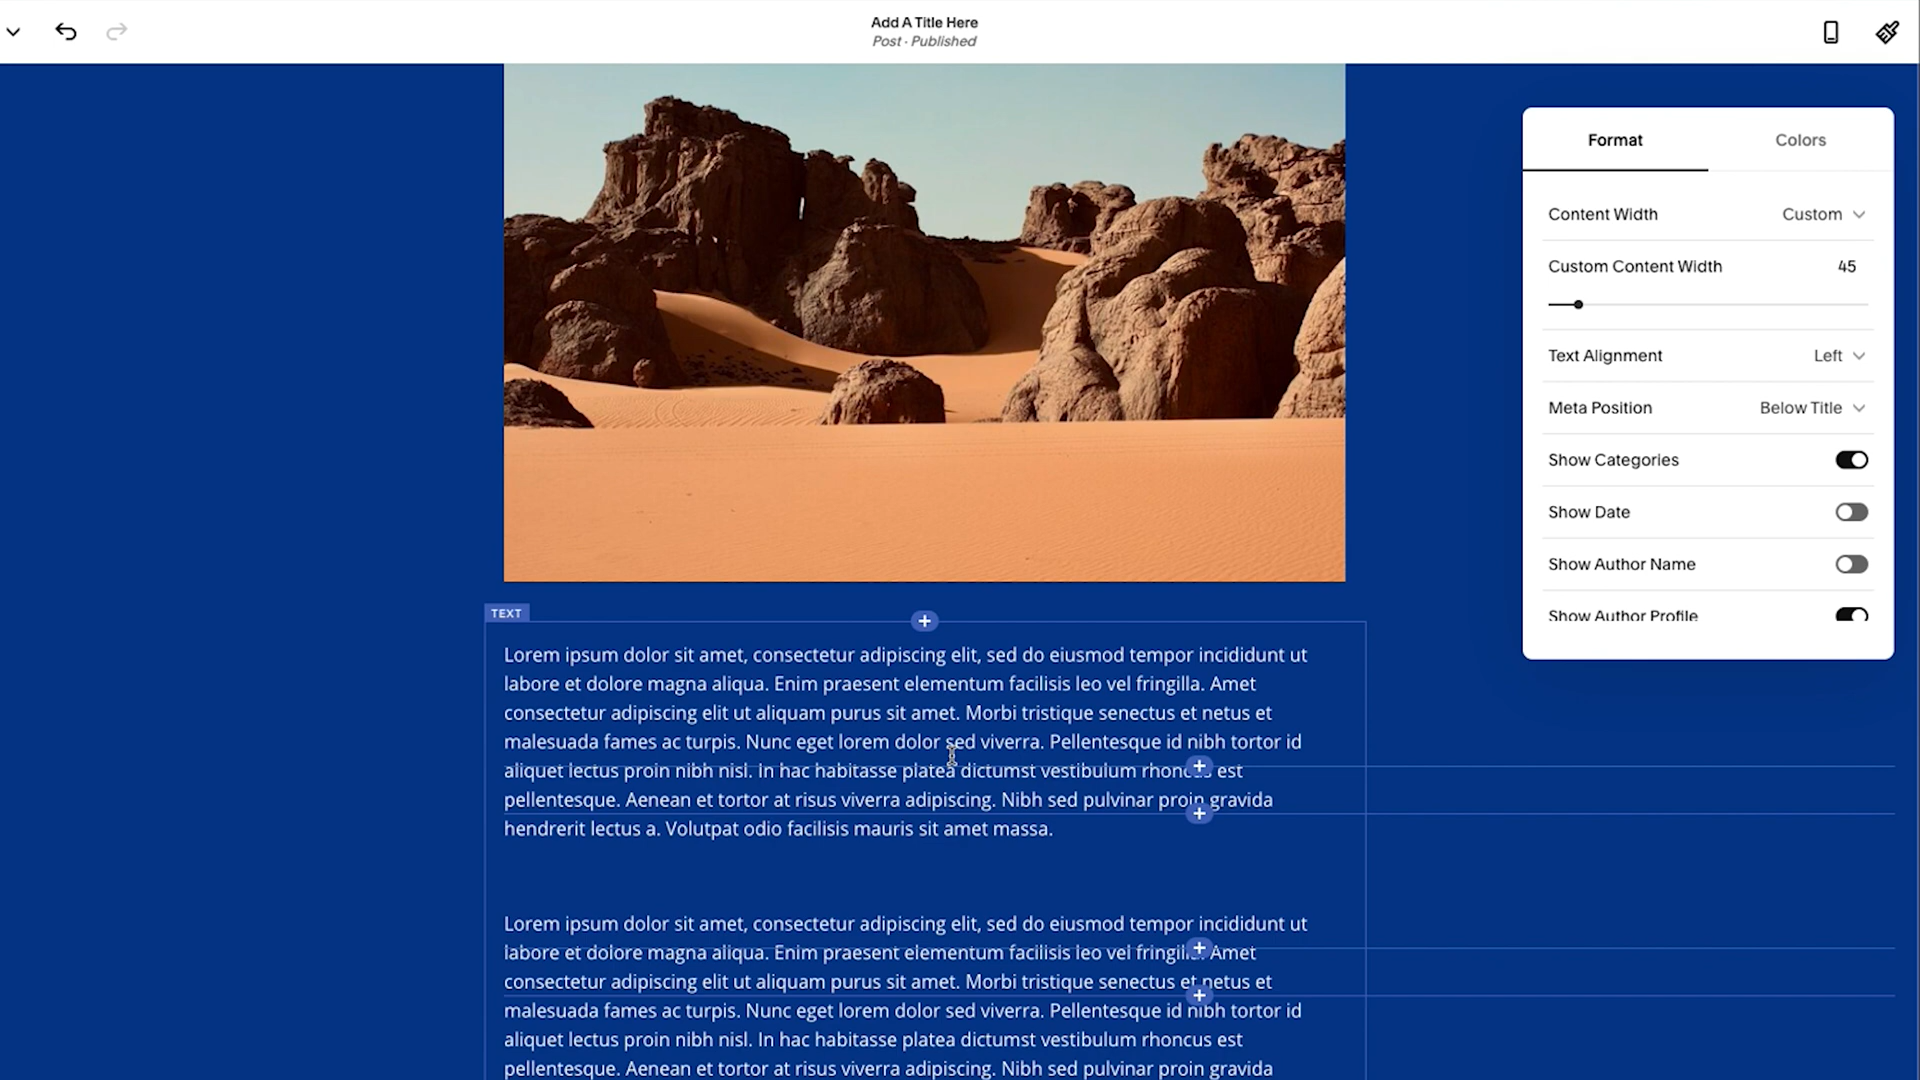 Add A Title Here
Post · Published
Format
Colors
Content Width
Custom
Custom Content Width
45
Text Alignment
Left
Meta Position
Below Title
Show Categories
Show Date
Show Author Name
Show Author Profile
TEXT
Lorem ipsum dolor sit amet, consectetur adipiscing elit, sed do eiusmod tempor incididunt ut
labore et dolore magna aliqua. Enim praesent elementum facilisis leo vel fringilla. Amet
consectetur adipiscing elit ut aliquam purus sit amet. Morbi tristique senectus et netus et
malesuada fames ac turpis. Nunc eget lorem dolor sed viverra. Pellentesque id nibh tortor id
aliquet lectus proin nibh nisl. In hac habitasse platea dictumst vestibulum rhoncus est
pellentesque. Aenean et tortor at risus viverra adipiscing. Nibh sed pulvinar proin gravida
hendrerit lectus a. Volutpat odio facilisis mauris sit amet massa.
Lorem ipsum dolor sit amet, consectetur adipiscing elit, sed do eiusmod tempor incididunt ut
labore et dolore magna aliqua. Enim praesent elementum facilisis leo vel fringilla. Amet
consectetur adipiscing elit ut aliquam purus sit amet. Morbi tristique senectus et netus et
malesuada fames ac turpis. Nunc eget lorem dolor sed viverra. Pellentesque id nibh tortor id
aliquet lectus proin nibh nisl. In hac habitasse platea dictumst vestibulum rhoncus est
pellentesque. Aenean et tortor at risus viverra adipiscing. Nibh sed pulvinar proin gravida